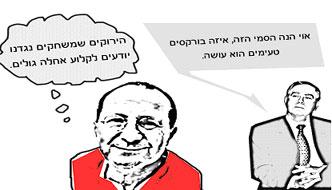 אוי הנה הסמי הזה, איזה בורקסים
טעימים הוא עושה.
הירוקים שמשחקים נגדנו
יודעים לקלוע אחלה גולים.